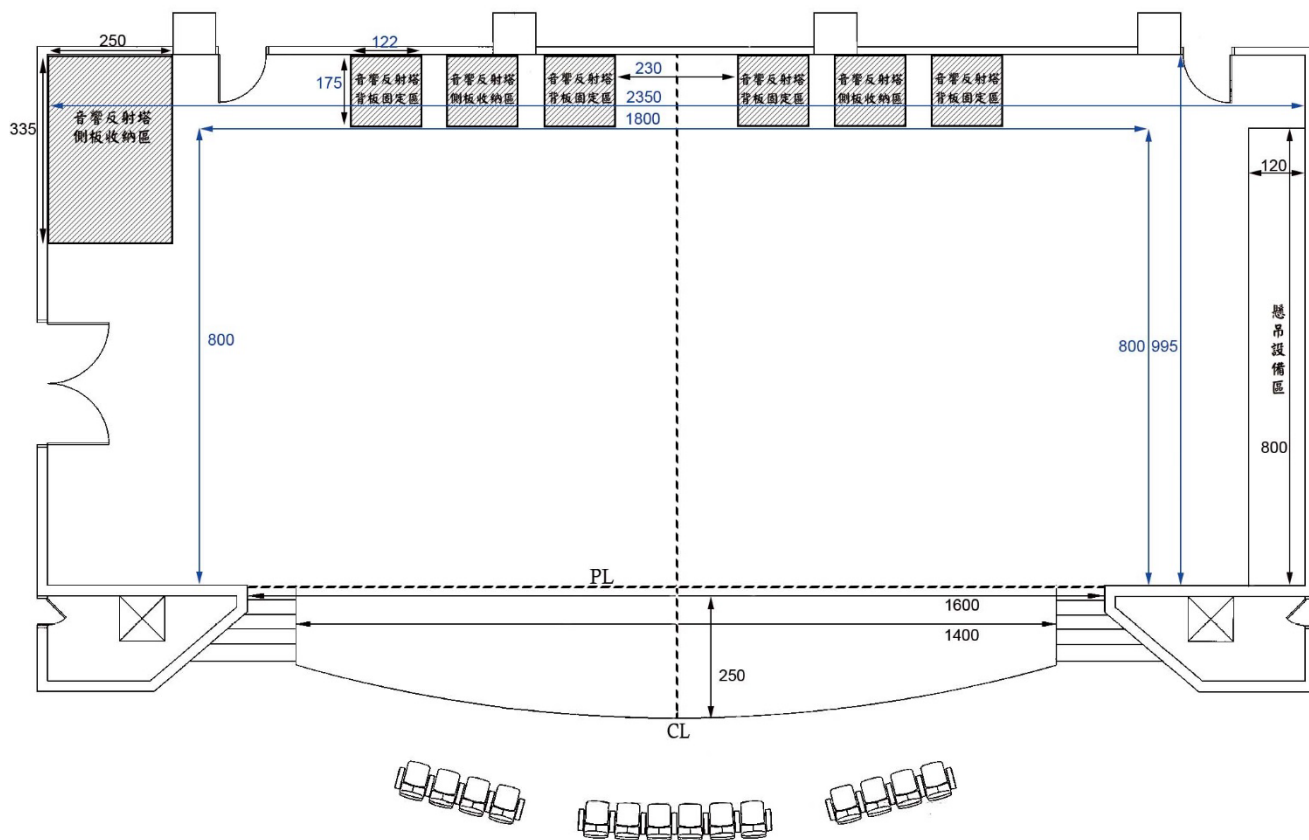 250
122
175
335
音響反射塔
側板收納區
音響反射塔
背板固定區
音響反射塔
側板收納區
音響反射塔
背板固定區
230
音響反射塔
背板固定區
音響反射塔
側板收納區
音響反射塔
背板固定區
2350
1800
120
800
800
995
懸吊設備區
800
PL
1600
1400
250
CL